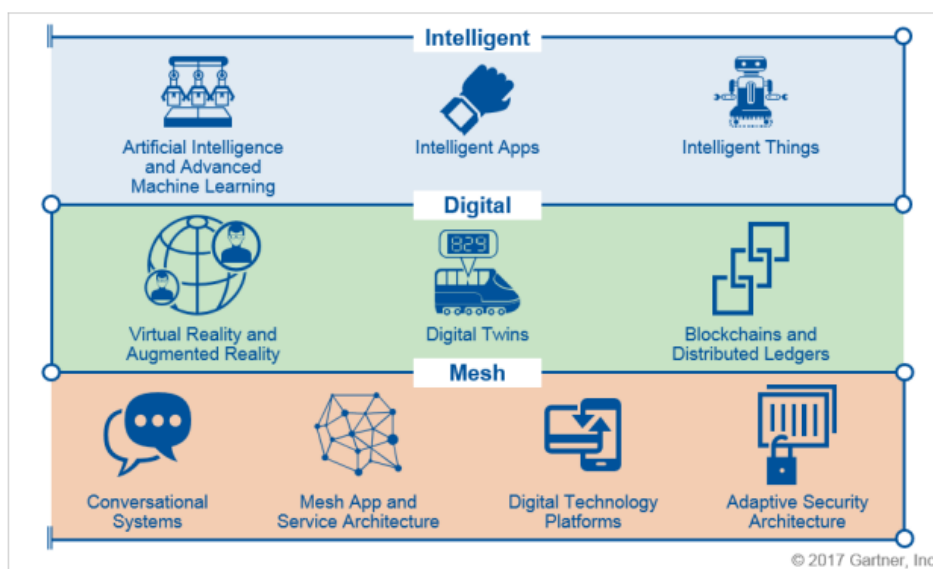 Intelligent
Artificial Intelligence
and Advanced
Machine Learning
Intelligent Apps
Intelligent Things
Digital
829
Virtual Reality and
Augmented Reality
Digital Twins
Blockchains and
Distributed Ledgers
Mesh
Conversational
Systems
Mesh App and
Service Architecture
Digital Technology
Platforms
Adaptive Security
Architecture
© 2017 Gartner, Inc